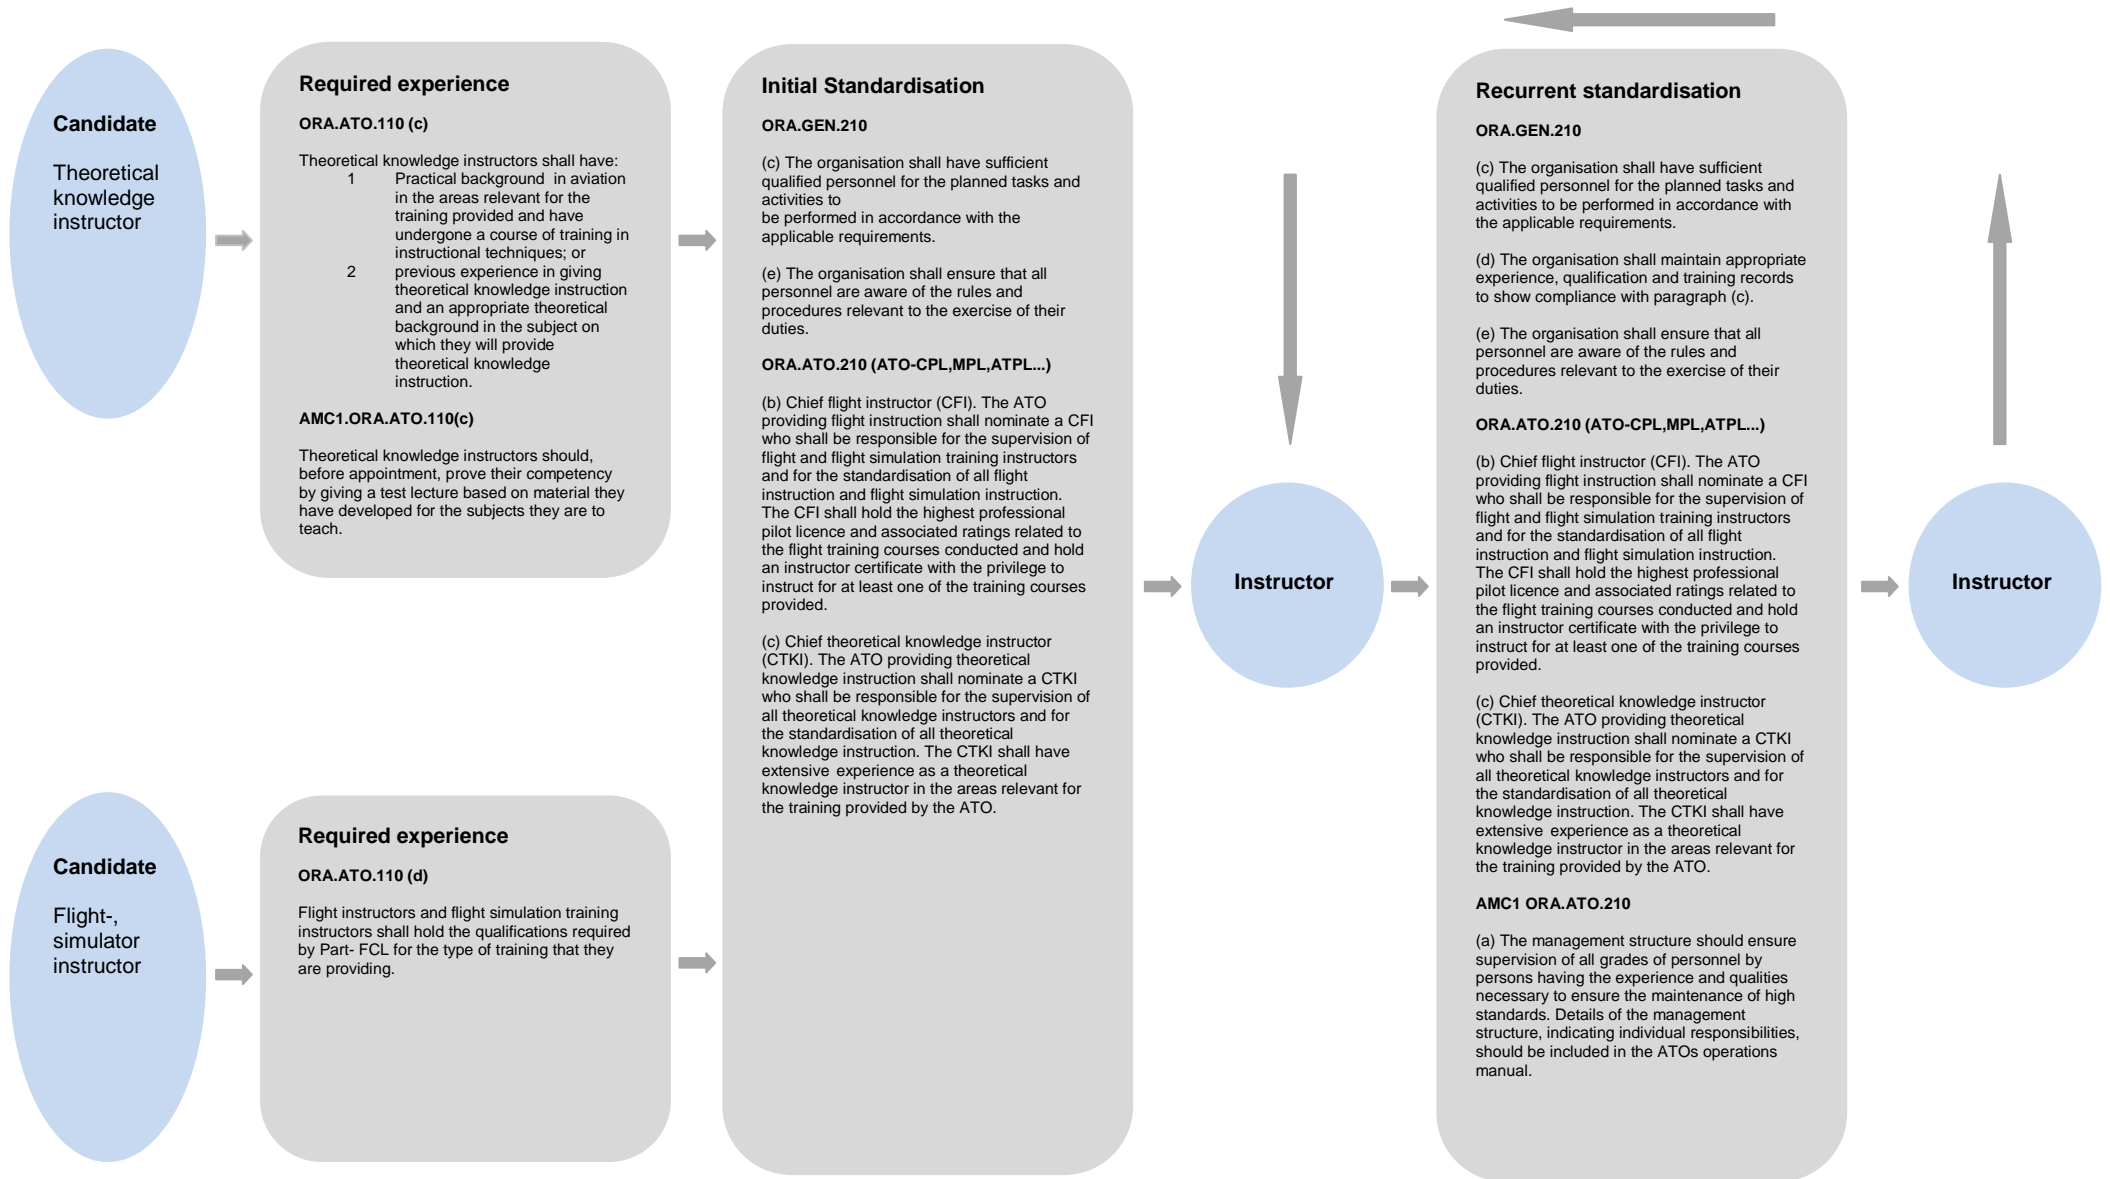 Candidate
Theoretical
knowledge
instructor
Required experience
ORA.ATO.110 (c)
Theoretical knowledge instructors shall have:
1 Practical background in aviation
in the areas relevant for the
training provided and have
undergone a course of training in
instructional techniques; or
2 previous experience in giving
theoretical knowledge instruction
and an appropriate theoretical
background in the subject on
which they will provide
theoretical knowledge
instruction.
AMC1.ORA.ATO.110(c)
Theoretical knowledge instructors should,
before appointment, prove their competency
by giving a test lecture based on material they
have developed for the subjects they are to
teach.
Candidate
Flight-,
simulator
instructor
Required experience
ORA.ATO.110 (d)
Flight instructors and flight simulation training
instructors shall hold the qualifications required
by Part- FCL for the type of training that they
are providing.
Initial Standardisation
ORA.GEN.210
(c) The organisation shall have sufficient
qualified personnel for the planned tasks and
activities to
be performed in accordance with the
applicable requirements.
(e) The organisation shall ensure that all
personnel are aware of the rules and
procedures relevant to the exercise of their
duties.
ORA.ATO.210 (ATO-CPL,MPL,ATPL...)
(b) Chief flight instructor (CFI). The ATO
providing flight instruction shall nominate a CFI
who shall be responsible for the supervision of
flight and flight simulation training instructors
and for the standardisation of all flight
instruction and flight simulation instruction.
The CFI shall hold the highest professional
pilot licence and associated ratings related to
the flight training courses conducted and hold
an instructor certificate with the privilege to
instruct for at least one of the training courses
provided.
(c) Chief theoretical knowledge instructor
(CTKI). The ATO providing theoretical
knowledge instruction shall nominate a CTKI
who shall be responsible for the supervision of
all theoretical knowledge instructors and for
the standardisation of all theoretical
knowledge instruction. The CTKI shall have
extensive experience as a theoretical
knowledge instructor in the areas relevant for
the training provided by the ATO.
Instructor
Recurrent standardisation
ORA.GEN.210
(c) The organisation shall have sufficient
qualified personnel for the planned tasks and
activities to be performed in accordance with
the applicable requirements.
(d) The organisation shall maintain appropriate
experience, qualification and training records
to show compliance with paragraph (c).
(e) The organisation shall ensure that all
personnel are aware of the rules and
procedures relevant to the exercise of their
duties.
ORA.ATO.210 (ATO-CPL,MPL,ATPL...)
(b) Chief flight instructor (CFI). The ATO
providing flight instruction shall nominate a CFI
who shall be responsible for the supervision of
flight and flight simulation training instructors
and for the standardisation of all flight
instruction and flight simulation instruction.
The CFI shall hold the highest professional
pilot licence and associated ratings related to
the flight training courses conducted and hold
an instructor certificate with the privilege to
instruct for at least one of the training courses
provided.
(c) Chief theoretical knowledge instructor
(CTKI). The ATO providing theoretical
knowledge instruction shall nominate a CTKI
who shall be responsible for the supervision of
all theoretical knowledge instructors and for
the standardisation of all theoretical
knowledge instruction. The CTKI shall have
extensive experience as a theoretical
knowledge instructor in the areas relevant for
the training provided by the ATO.
AMC1 ORA.ATO.210
(a) The management structure should ensure
supervision of all grades of personnel by
persons having the experience and qualities
necessary to ensure the maintenance of high
standards. Details of the management
structure, indicating individual responsibilities,
should be included in the ATOs operations
manual.
Instructor